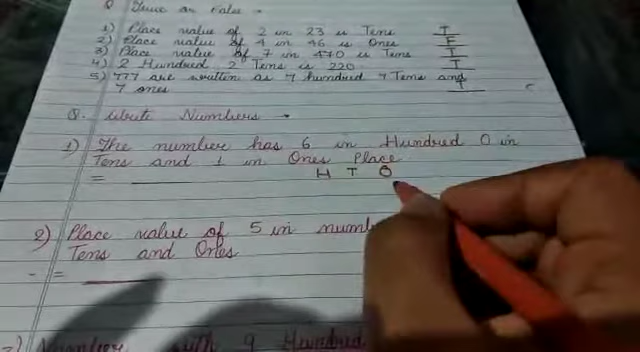 Q True or False -
1) Place value of 2 in 23 is Tens T
2) Place value of 4 in 46 is Ones F
3) Place value of 7 in 470 is Tens T
4) 2 Hundred 2 Tens is 220 T
5) 777 are written as 7 hundred 7 Tens and
7 ones T
Q. Write Numbers -
1) The number has 6 in Hundred 0 in
Tens and 1 in Ones Place
= H T O
2) Place value of 5 in
Tens and Ones
- =
with 9 Hundred